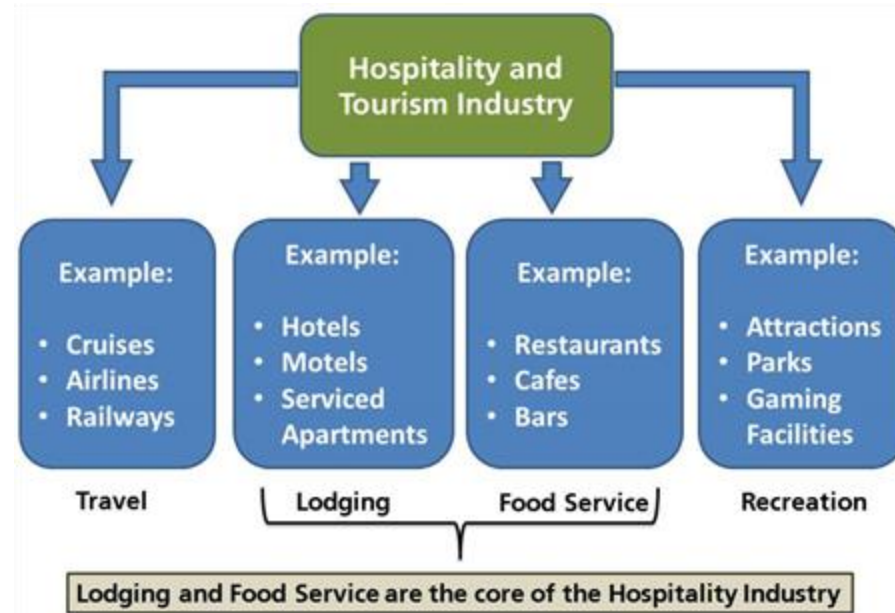 Hospitality and
Tourism Industry
Example:
• Cruises
• Airlines
• Railways
Travel
Example:
• Hotels
• Motels
• Serviced
Apartments
Lodging
Example:
• Restaurants
• Cafes
• Bars
Food Service
Example:
• Attractions
• Parks
• Gaming
Facilities
Recreation
Lodging and Food Service are the core of the Hospitality Industry